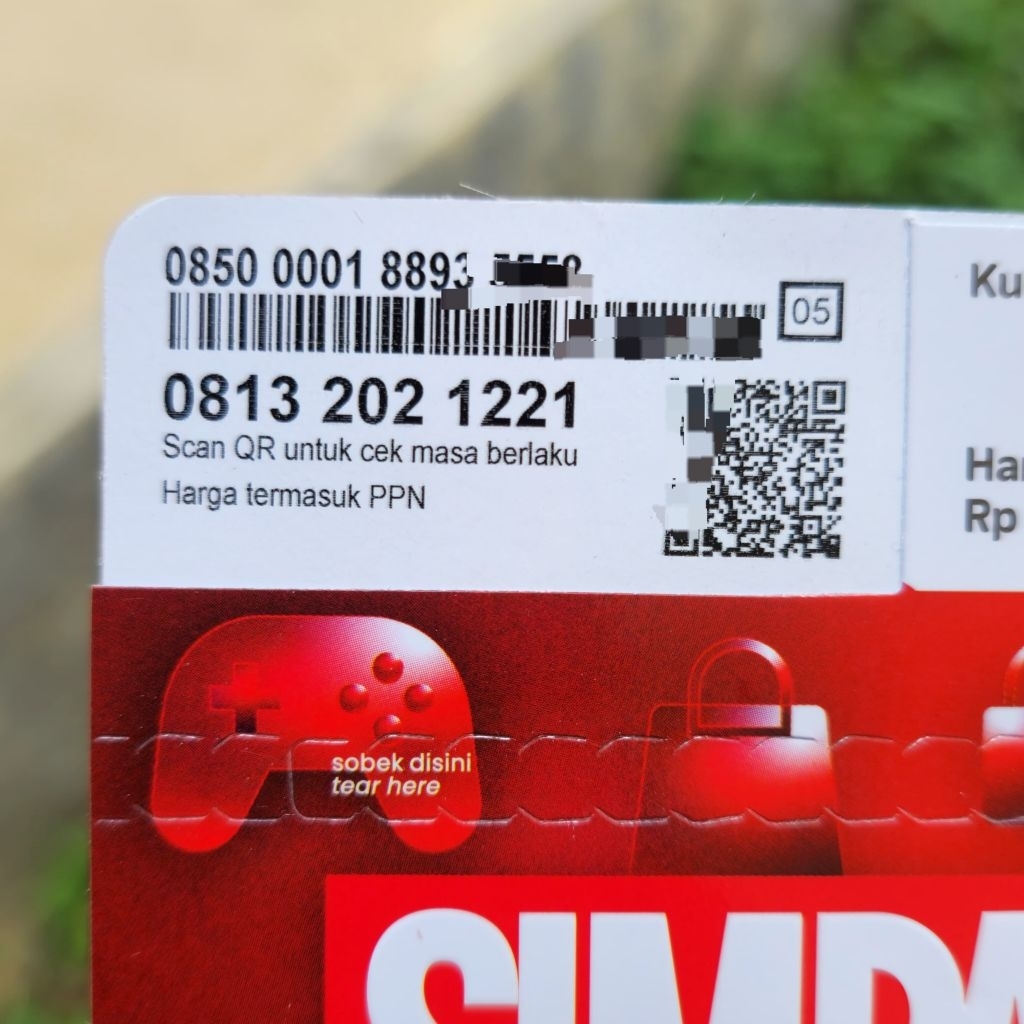 0850 0001 8893
05
0813 202 1221
Scan QR untuk cek masa berlaku
Harga termasuk PPN
Ku
Har
Rp
sobek disini
tear here
SIMPA